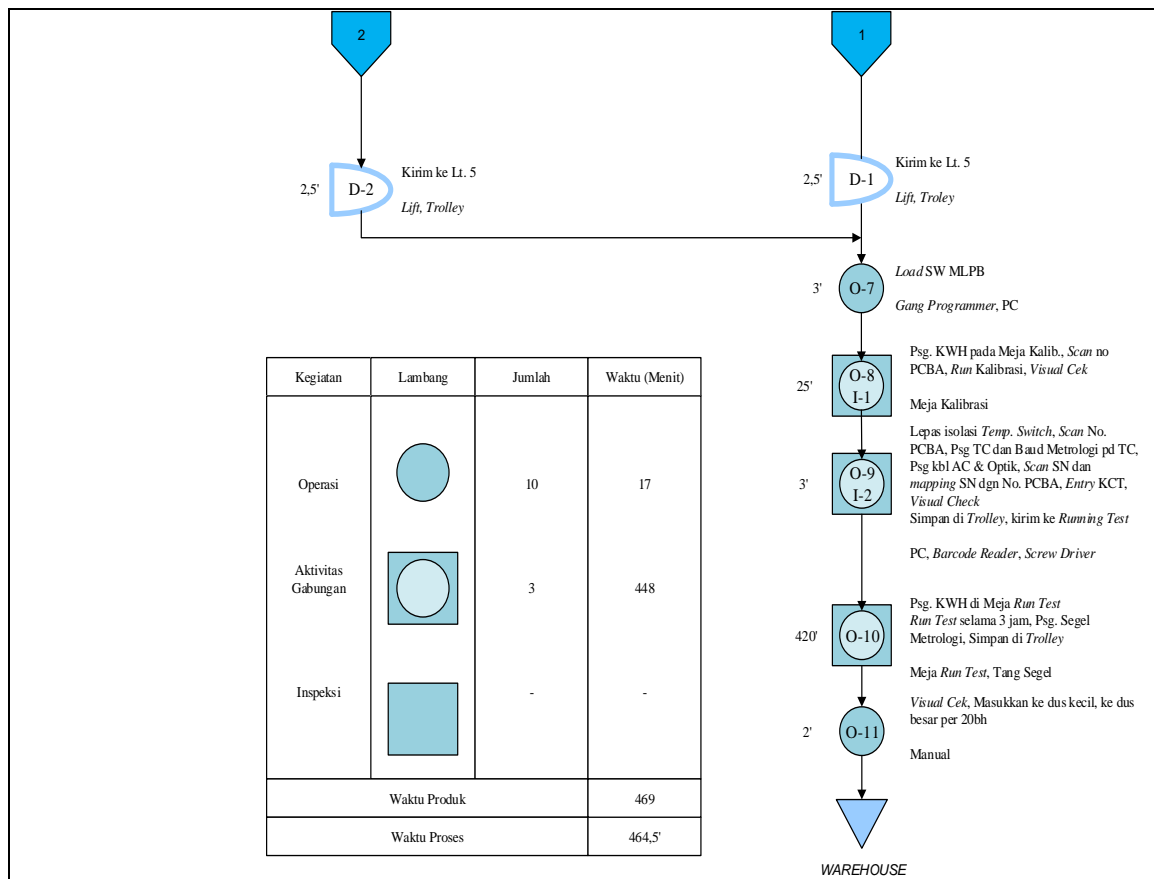 2
1
2,5'
D-2
Kirim ke Lt. 5
Lift, Trolley
2,5'
D-1
Kirim ke Lt. 5
Lift, Troley
3'
O-7
Load SW MLPB
Gang Programmer, PC
25'
O-8
I-1
Psg. KWH pada Meja Kalib., Scan no
PCBA, Run Kalibrasi, Visual Cek
Meja Kalibrasi
3'
O-9
I-2
Lepas isolasi Temp. Switch, Scan No.
PCBA, Psg TC dan Baud Metrologi pd TC,
Psg kbl AC & Optik, Scan SN dan
mapping SN dgn No. PCBA, Entry KCT,
Visual Check
Simpan di Trolley, kirim ke Running Test
PC, Barcode Reader, Screw Driver
420'
O-10
Psg. KWH di Meja Run Test
Run Test selama 3 jam, Psg. Segel
Metrologi, Simpan di Trolley
Meja Run Test, Tang Segel
2'
O-11
Visual Cek, Masukkan ke dus kecil, ke dus
besar per 20bh
Manual
WAREHOUSE
Kegiatan Lambang Jumlah Waktu (Menit)
Operasi 10 17
Aktivitas
Gabungan 3 448
Inspeksi - -
Waktu Produk 469
Waktu Proses 464,5'